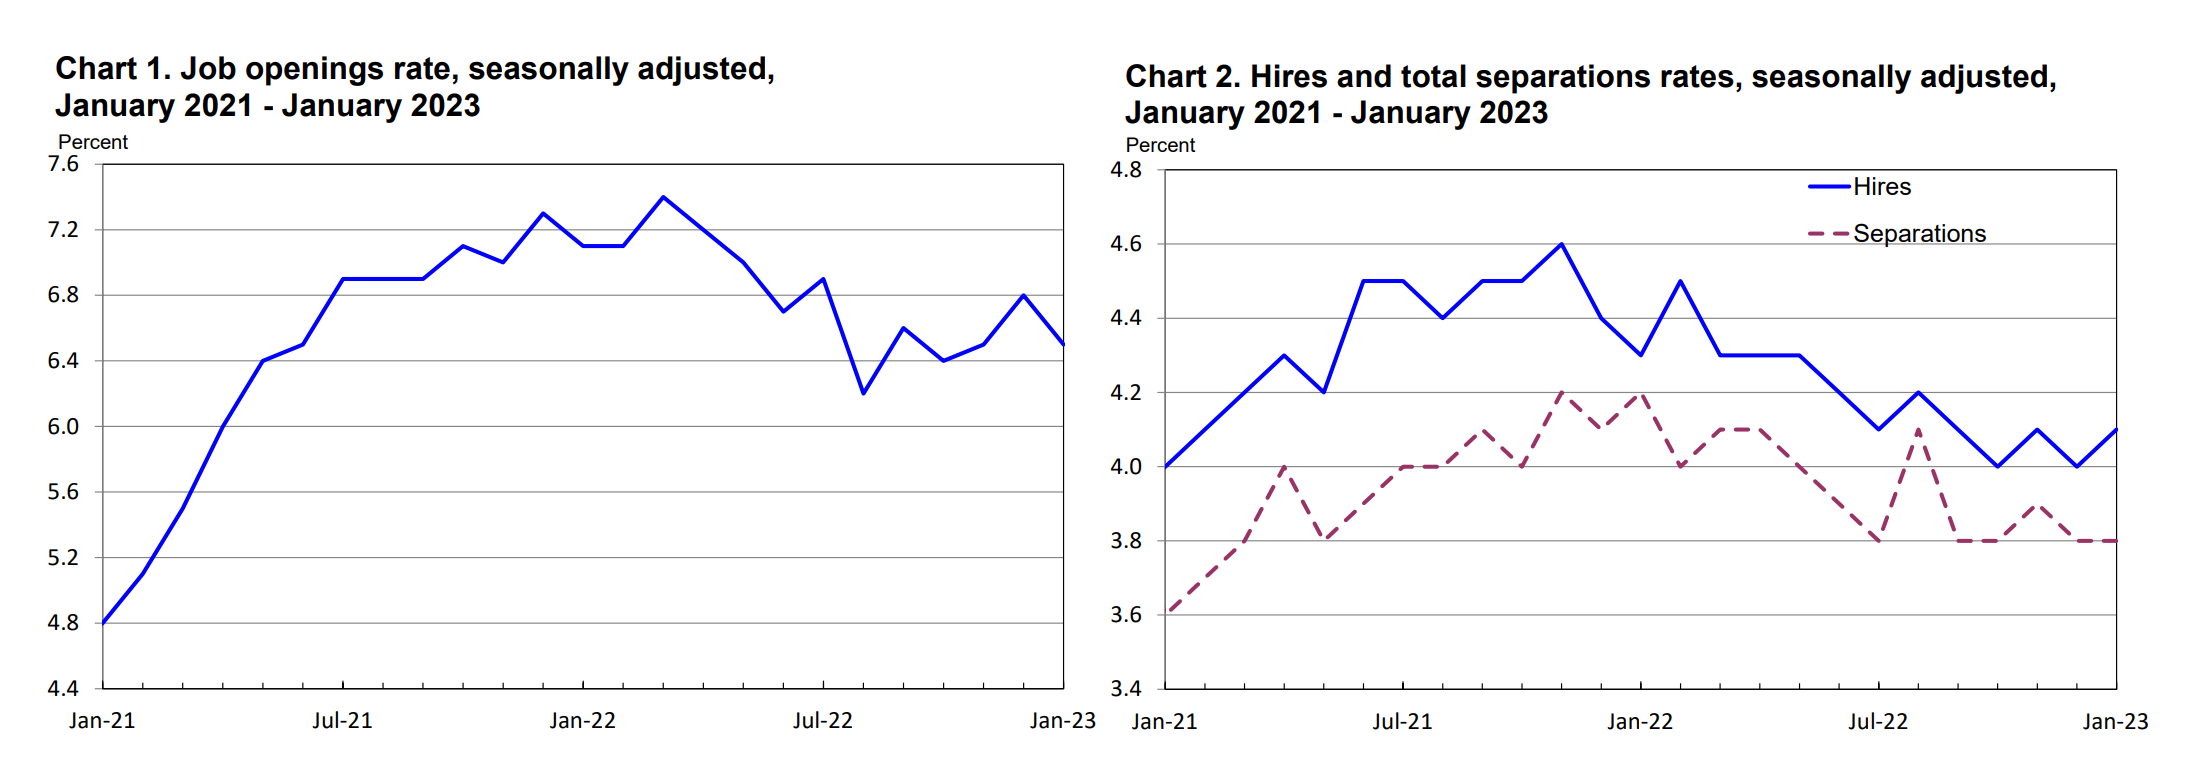 Chart 1. Job openings rate, seasonally adjusted,
January 2021 - January 2023
Percent
7.6
7.2
6.8
6.4
6.0
5.6
5.2
4.8
4.4
Jan-21
Jul-21
Jan-22
Jul-22
Jan-23
Chart 2. Hires and total separations rates, seasonally adjusted,
January 2021 - January 2023
Percent
4.8
4.6
4.4
4.2
4.0
3.8
3.6
3.4
Hires
Separations
Jan-21
Jul-21
Jan-22
Jul-22
Jan-23